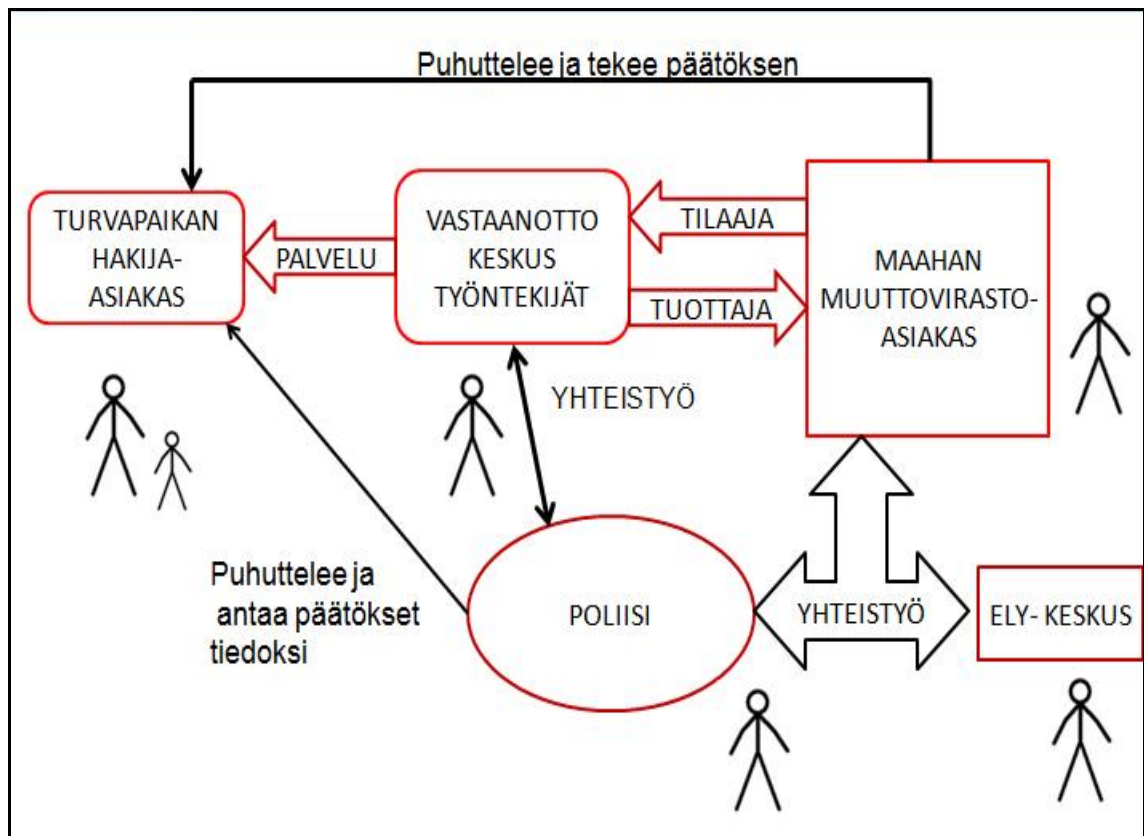 Puhuttelee ja tekee päätöksen
TURVAPAIKAN
HAKIJA-
ASIAKAS
PALVELU
VASTAANOTTO
KESKUS
TYÖNTEKIJÄT
TILAAJA
TUOTTAJA
MAAHAN
MUUTTOVIRASTO-
ASIAKAS
YHTEISTYÖ
Puhuttelee ja
antaa päätökset
tiedoksi
POLIISI
YHTEISTYÖ
ELY- KESKUS